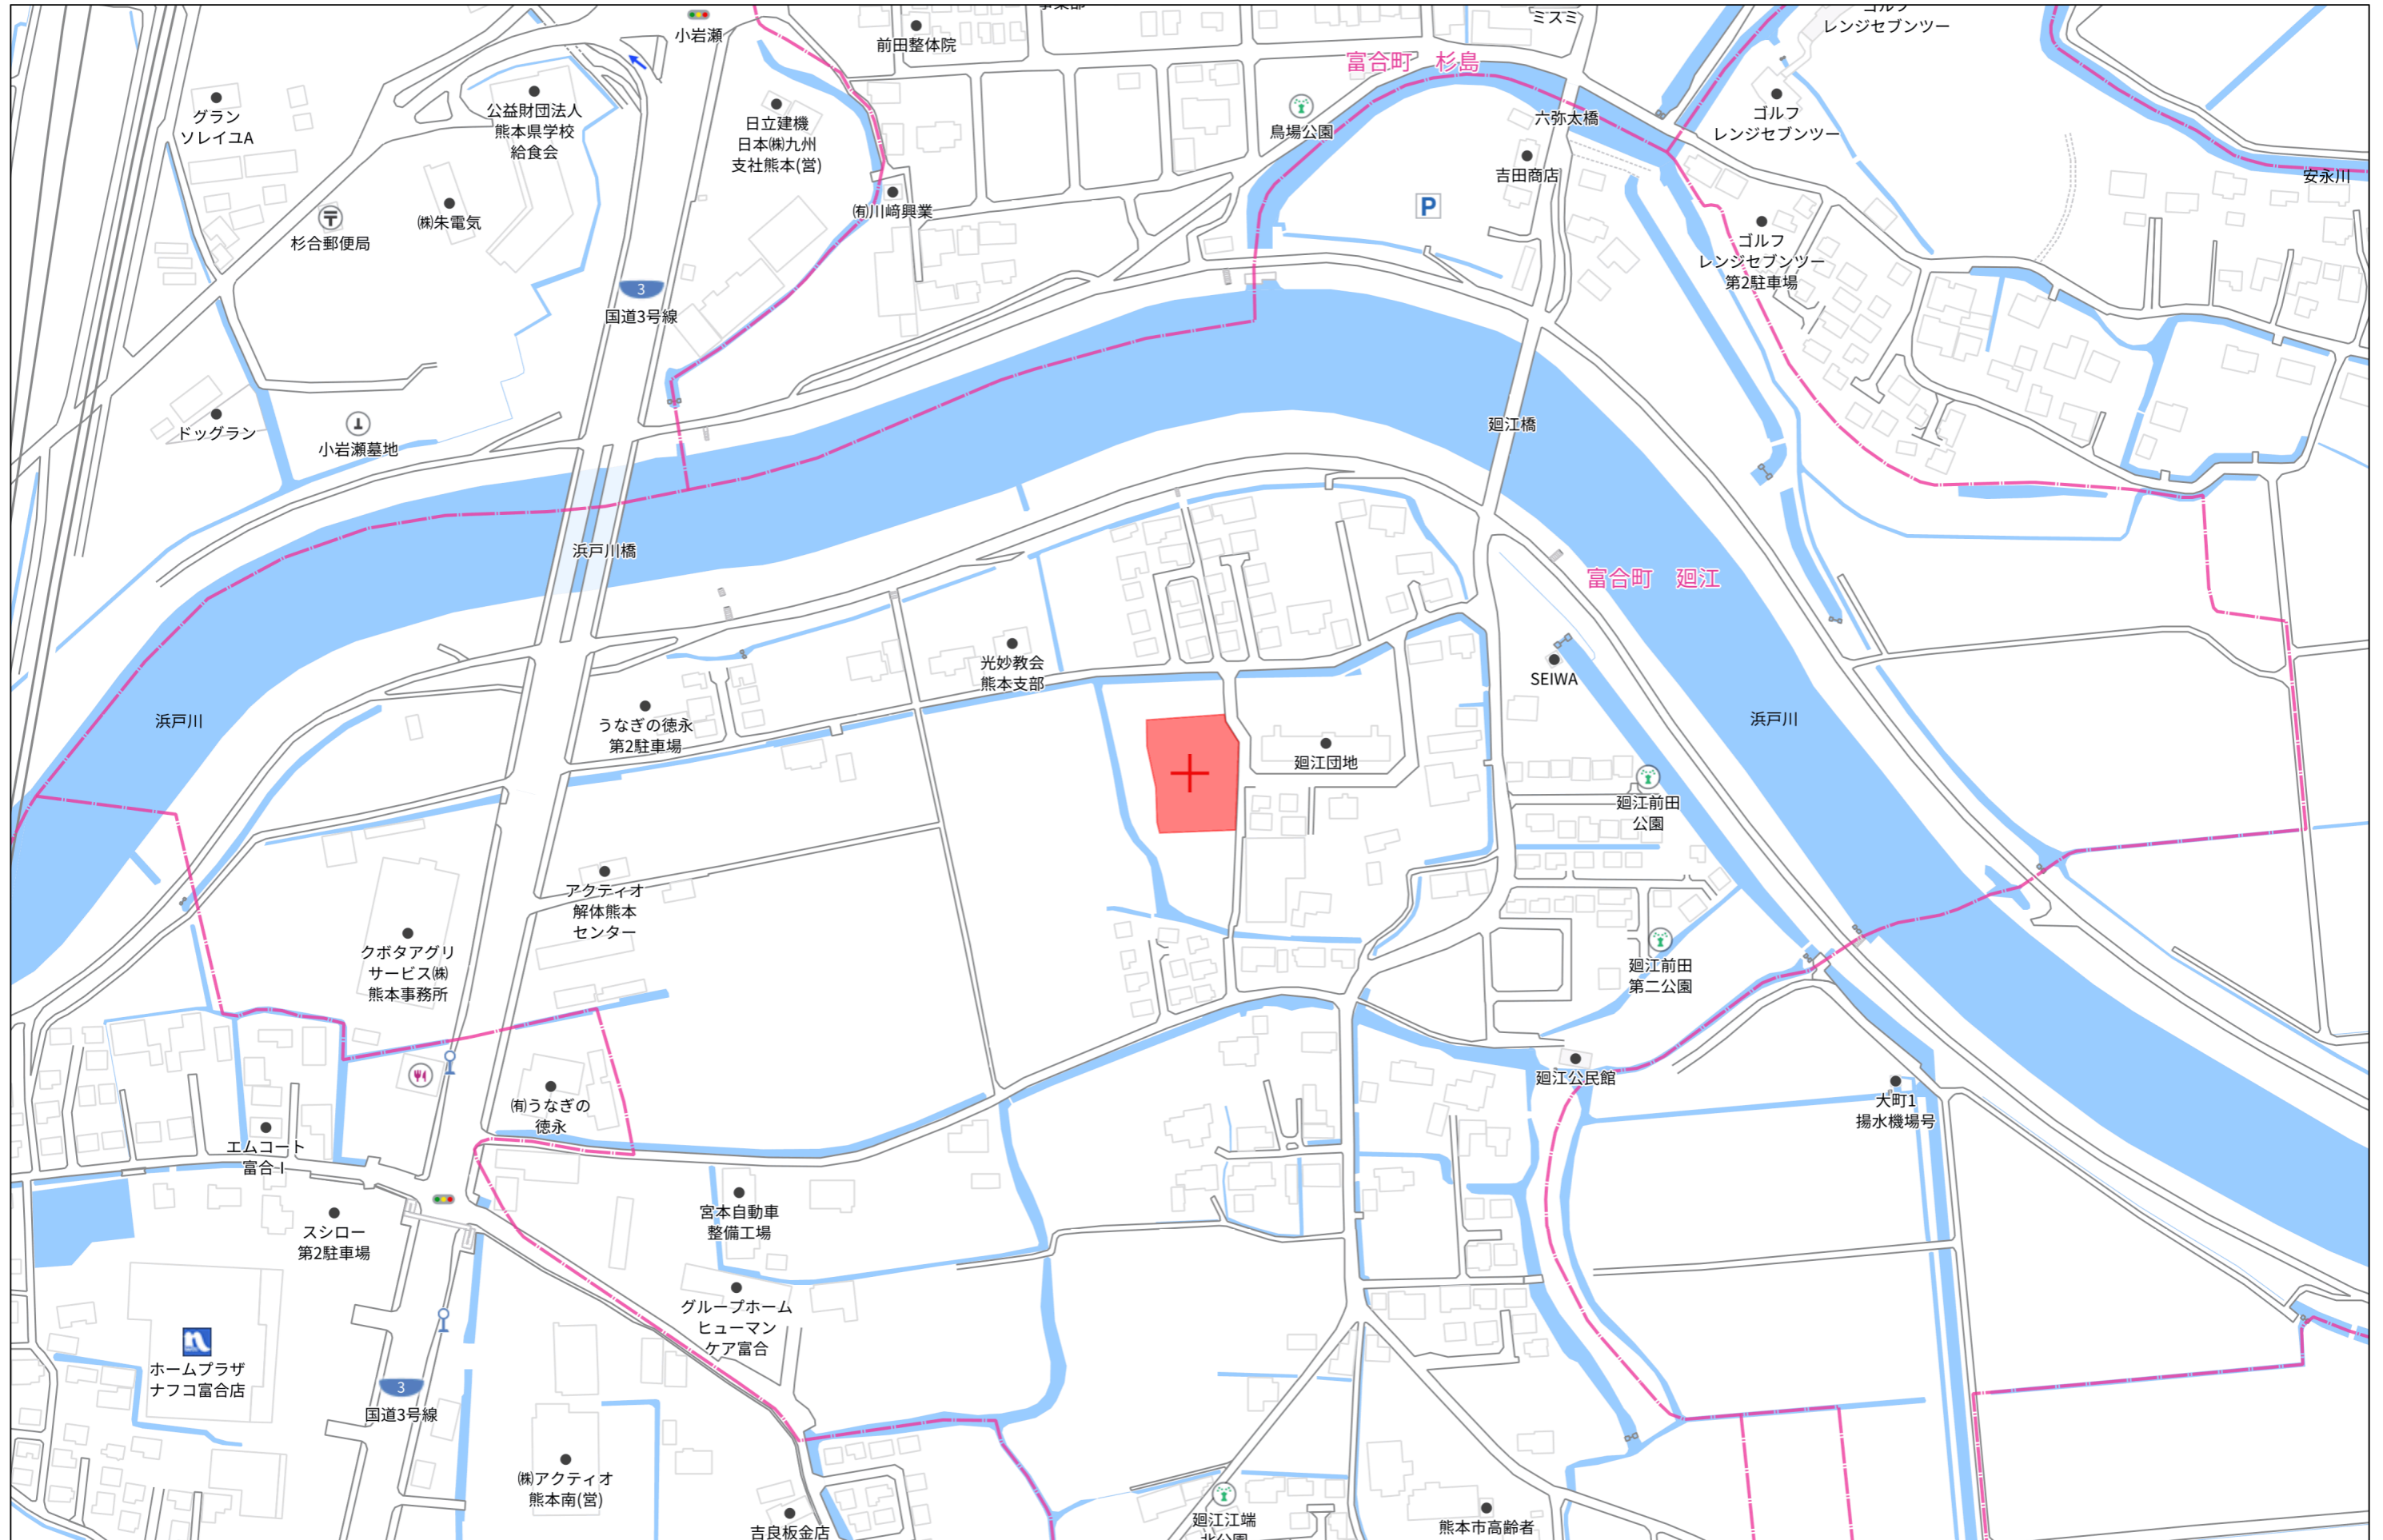 小岩瀬
前田整体院
ミスミ
レンジセブンツー
富合町　杉島
グラン
ソレイユA
公益財団法人
熊本県学校
給食会
日立建機
日本㈱九州
支社熊本(営)
鳥場公園
六弥太橋
ゴルフ
レンジセブンツー
吉田商店
安永川
杉合郵便局
㈱朱電気
㈲川﨑興業
P
ゴルフ
レンジセブンツー
第2駐車場
3
国道3号線
ドッグラン
小岩瀬墓地
廻江橋
浜戸川橋
富合町　廻江
光妙教会
熊本支部
SEIWA
浜戸川
うなぎの徳永
第2駐車場
浜戸川
廻江団地
廻江前田
公園
アクティオ
解体熊本
センター
クボタアグリ
サービス㈱
熊本事務所
廻江前田
第二公園
廻江公民館
㈲うなぎの
徳永
大町1
揚水機場号
エムコート
富合Ⅰ
スシロー
第2駐車場
宮本自動車
整備工場
グループホーム
ヒューマン
ケア富合
ホームプラザ
ナフコ富合店
3
国道3号線
㈱アクティオ
熊本南(営)
吉良板金店
廻江江端
北公園
熊本市高齢者